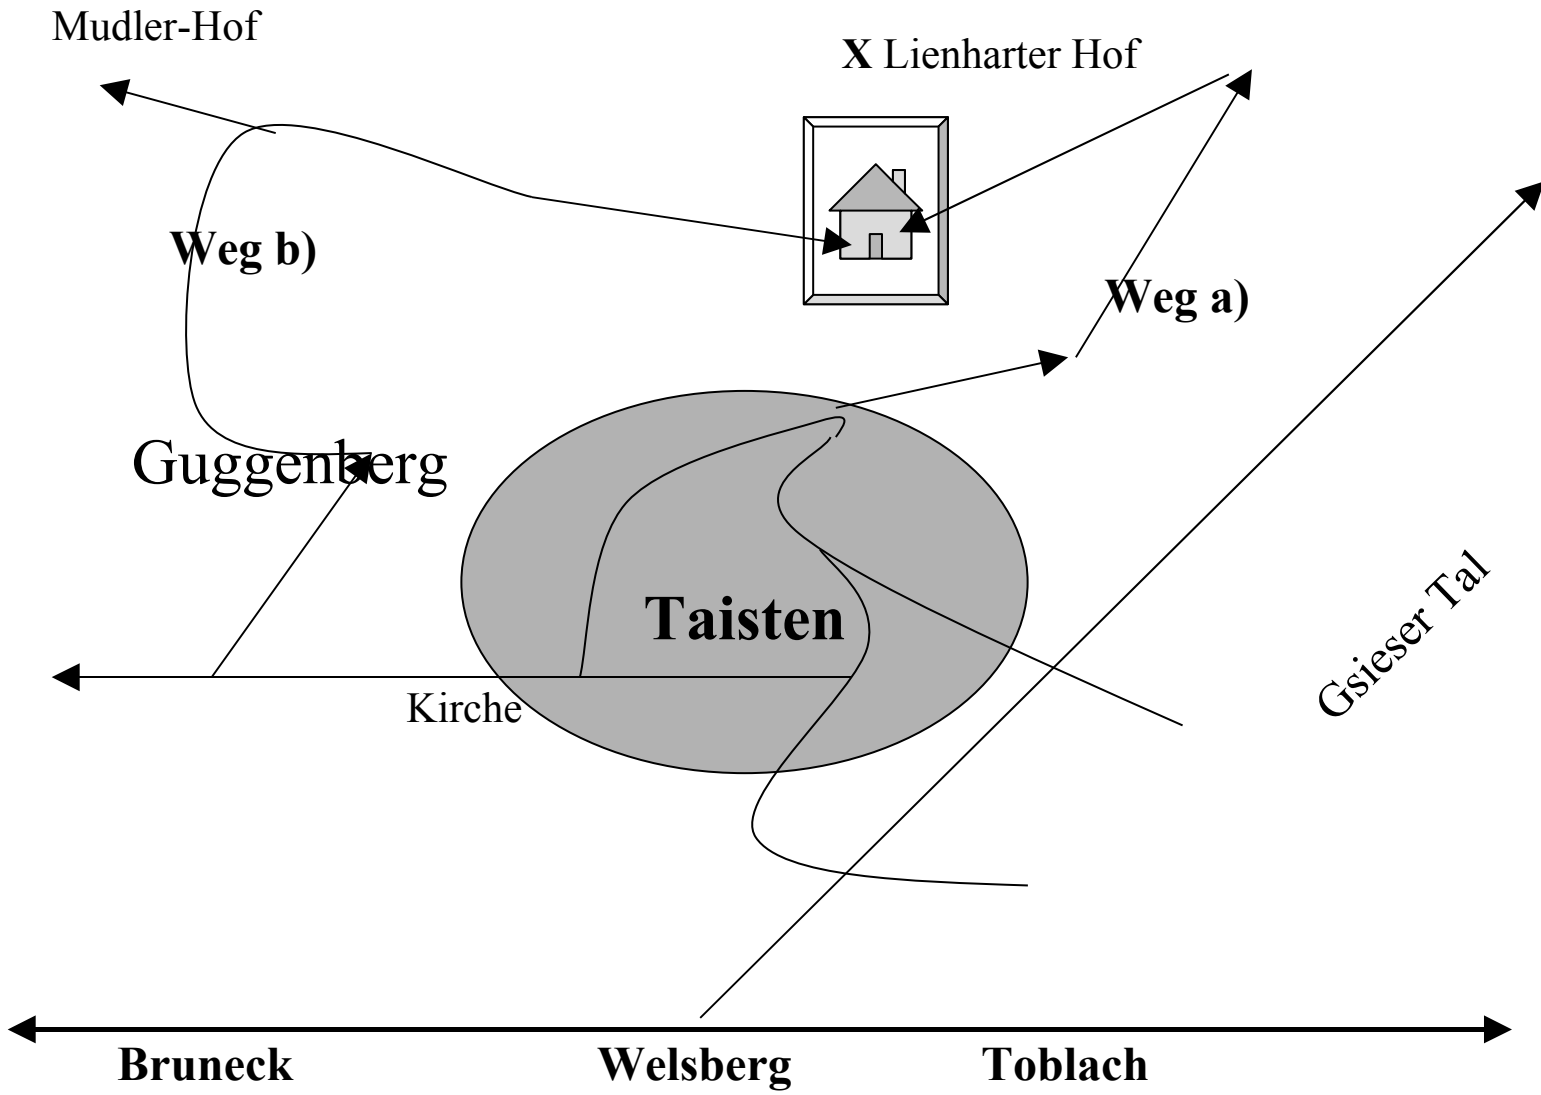 Mudler-Hof
X Lienharter Hof
Weg b)
Weg a)
Guggenberg
Taisten
Gsieser Tal
Kirche
Bruneck
Welsberg
Toblach